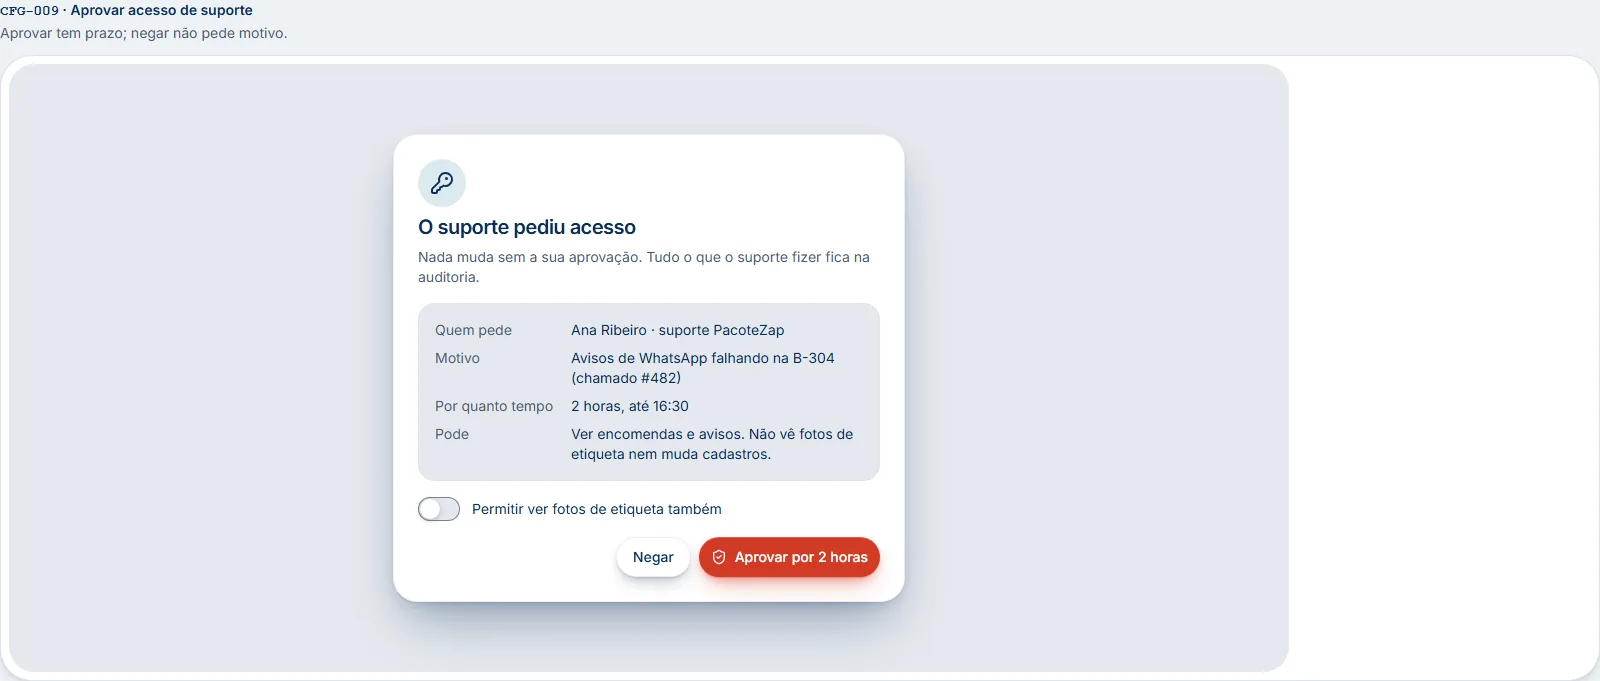 CFG-009 · Aprovar acesso de suporte
Aprovar tem prazo; negar não pede motivo.
O suporte pediu acesso
Nada muda sem a sua aprovação. Tudo o que o suporte fizer fica na
auditoria.
Quem pede Ana Ribeiro · suporte PacoteZap
Motivo Avisos de WhatsApp falhando na B-304
(chamado #482)
Por quanto tempo 2 horas, até 16:30
Pode Ver encomendas e avisos. Não vê fotos de
etiqueta nem muda cadastros.
Permitir ver fotos de etiqueta também
Negar Aprovar por 2 horas